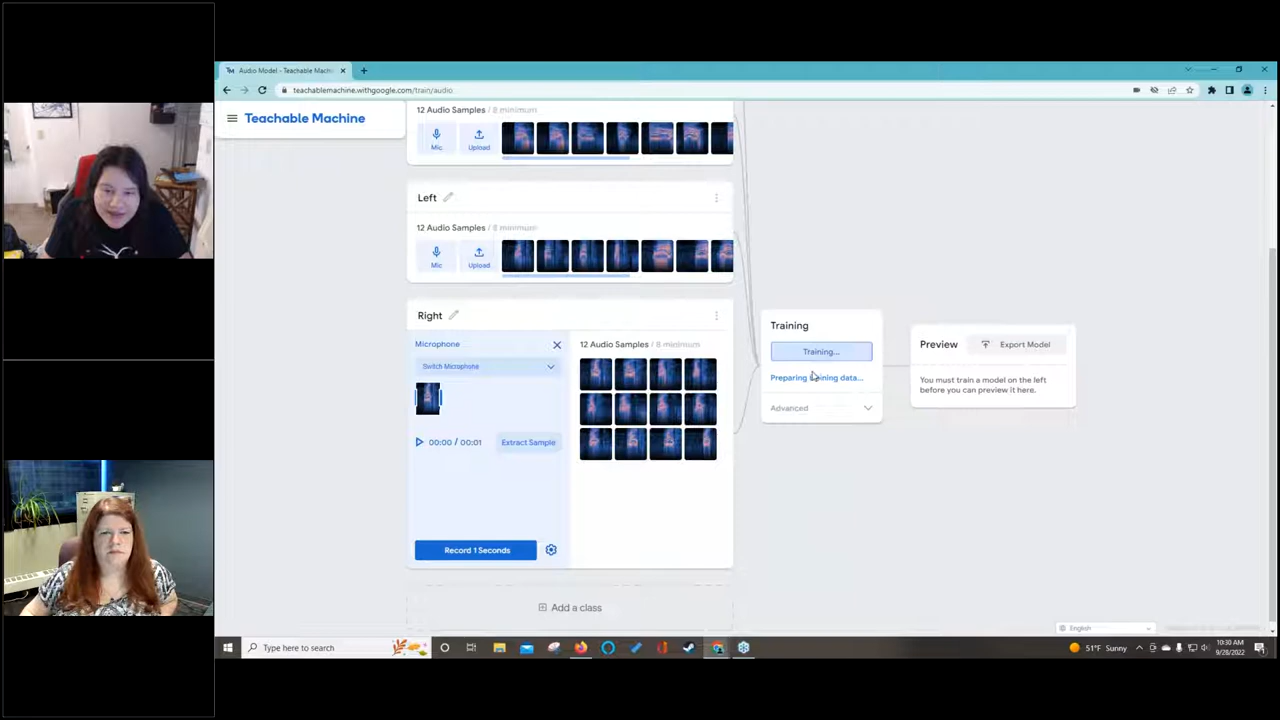 Audio Model - Teachable Machi
teachablemachine.withgoogle.com/train/audio
Teachable Machine
12 Audio Samples / 8 minimum
Mic
Upload
Left
12 Audio Samples / 8 minimum
Mic
Upload
Right
Microphone
Switch Microphone
00:00 / 00:01
Extract Sample
Record 1 Seconds
12 Audio Samples / 8 minimum
Add a class
Training
Training...
Preparing training data...
Advanced
Preview
Export Model
You must train a model on the left
before you can preview it here.
English
Type here to search
51°F Sunny
10:30 AM
9/28/2022